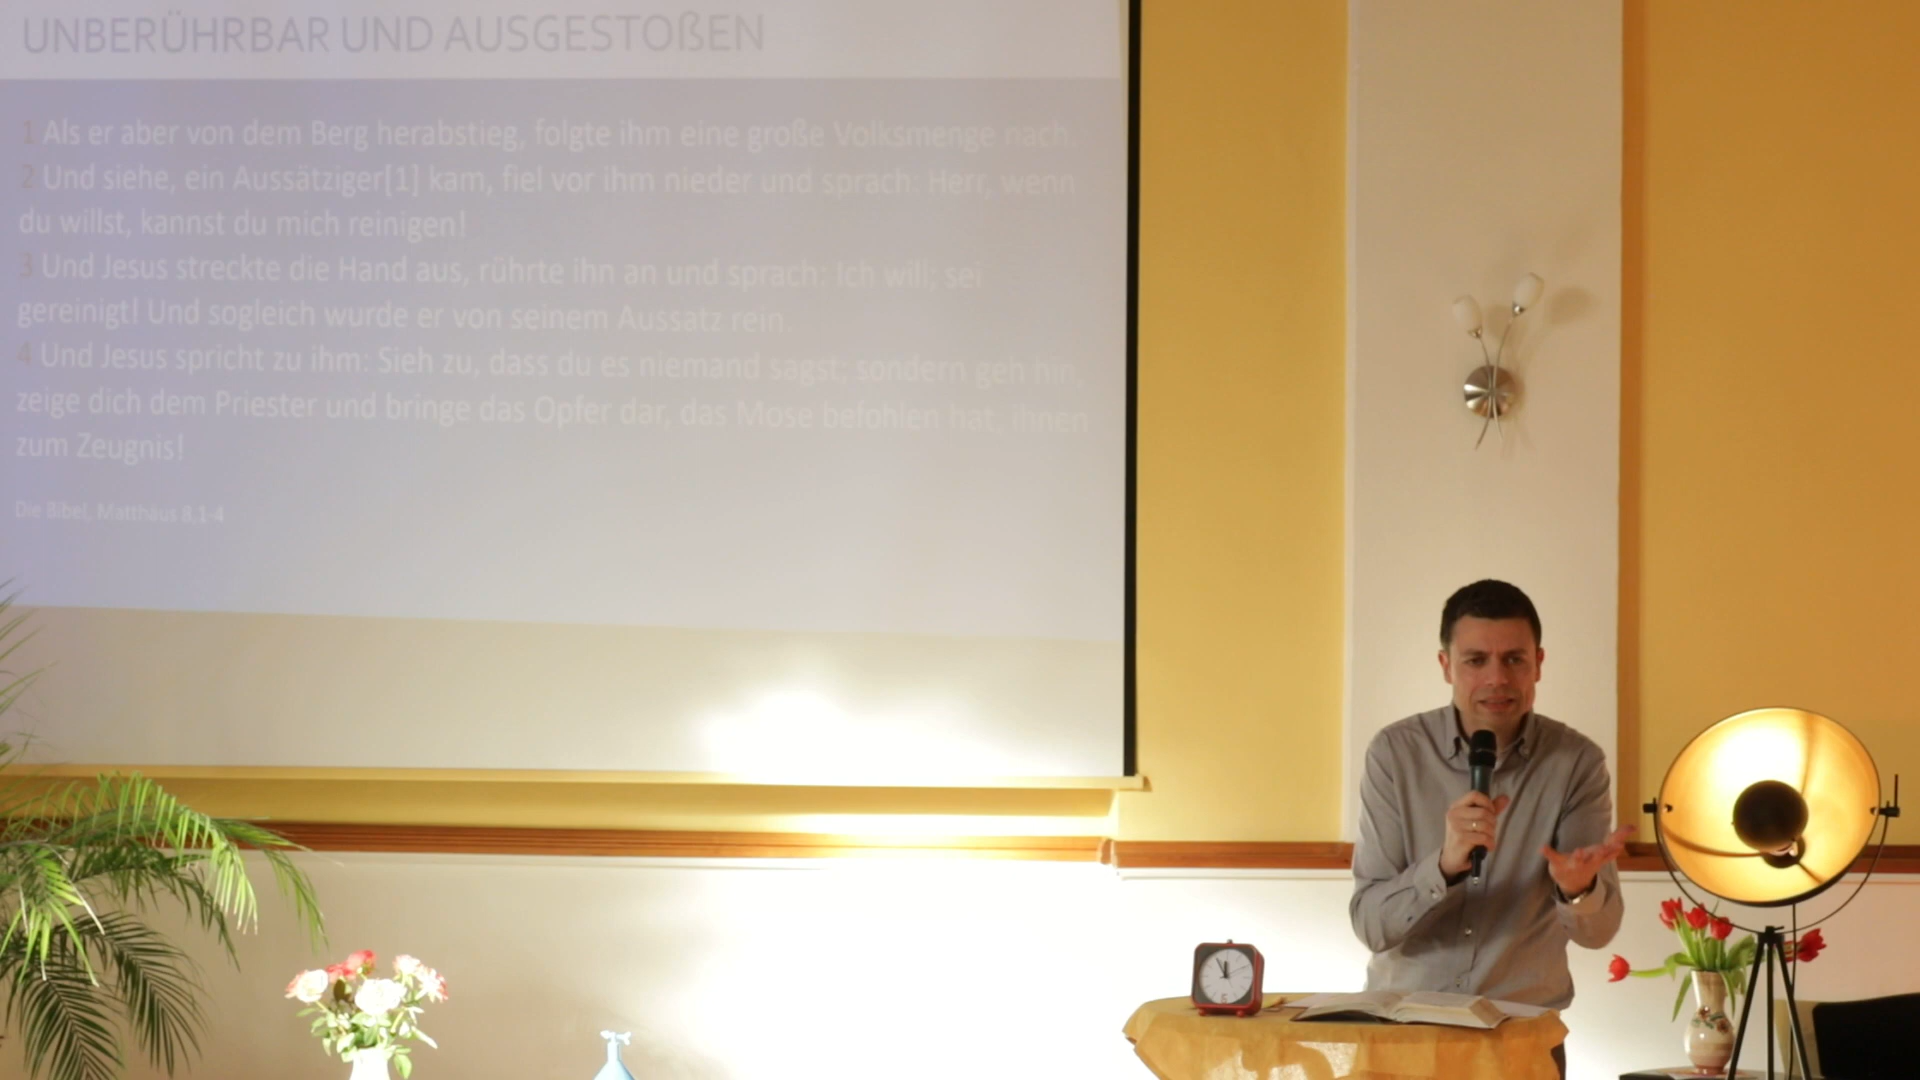 UNBERÜHRBAR UND AUSGESTOßEN
1 Als er aber von dem Berg herabstieg, folgte ihm eine große Volksmenge nach.
2 Und siehe, ein Aussätziger[1] kam, fiel vor ihm nieder und sprach: Herr, wenn
du willst, kannst du mich reinigen!
3 Und Jesus streckte die Hand aus, rührte ihn an und sprach: Ich will; sei
gereinigt! Und sogleich wurde er von seinem Aussatz rein.
4 Und Jesus spricht zu ihm: Sieh zu, dass du es niemand sagst; sondern geh hin,
zeige dich dem Priester und bringe das Opfer dar, das Mose befohlen hat, ihnen
zum Zeugnis!
Die Bibel, Matthäus 8,1-4